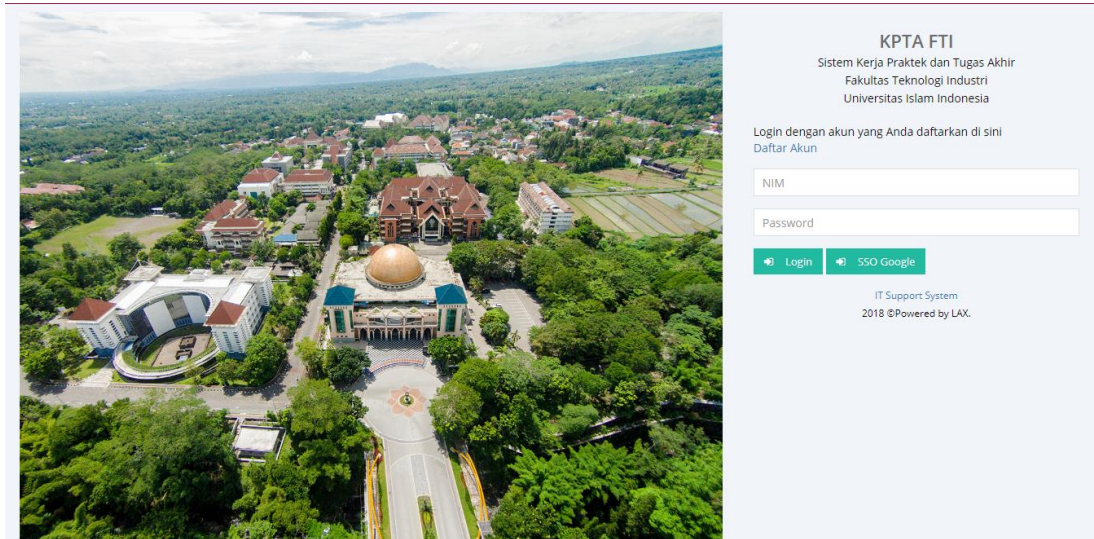 KPTA FTI
Sistem Kerja Praktek dan Tugas Akhir
Fakultas Teknologi Industri
Universitas Islam Indonesia
Login dengan akun yang Anda daftarkan di sini
Daftar Akun
NIM
Password
Login SSO Google
IT Support System
2018 ©Powered by LAX.